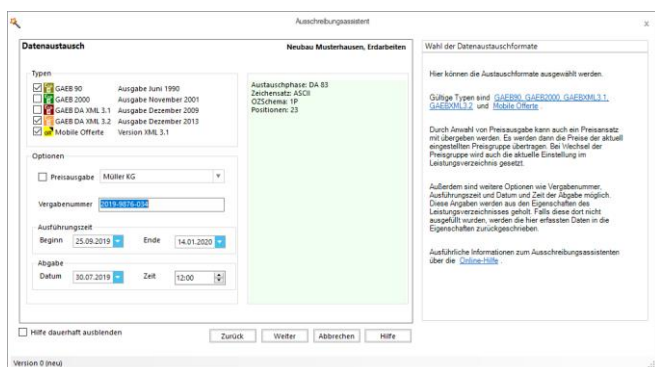 Ausschreibungsassistent
Datenaustausch
Neubau Musterhausen, Erdarbeiten
Typen
GAEB 90 Ausgabe Juni 1990
GAEB 2000 Ausgabe November 2001
GAEB DA XML 3.1 Ausgabe Dezember 2009
GAEB DA XML 3.2 Ausgabe Dezember 2013
Mobile Offerte Version XML 3.1
Austauschphase: DA 83
Zeichensatz: ASCII
OZSchema: 1P
Positionen: 23
Optionen
Preisausgabe Müller KG
Vergabenummer 2019-9876-034
Ausführungszeit
Beginn 25.09.2019 Ende 14.01.2020
Abgabe
Datum 30.07.2019 Zeit 12:00
Hilfe dauerhaft ausblenden
Zurück Weiter Abbrechen Hilfe
Version 0 (neu)
Wahl der Datenaustauschformate
Hier können die Austauschformate ausgewählt werden.
Gültige Typen sind GAEB90, GAEB2000, GAEBXML3.1,
GAEBXML3.2 und Mobile Offerte
Durch Anwahl von Preisausgabe kann auch ein Preisansatz
mit übergeben werden. Es werden dann die Preise der aktuell
eingestellten Preisgruppe übertragen. Bei Wechsel der
Preisgruppe wird auch die aktuelle Einstellung im
Leistungsverzeichnis gesetzt.
Außerdem sind weitere Optionen wie Vergabenummer,
Ausführungszeit und Datum und Zeit der Abgabe möglich.
Diese Angaben werden aus den Eigenschaften des
Leistungsverzeichnisses geholt. Falls diese dort nicht
ausgefüllt wurden, werden die hier erfassten Daten in die
Eigenschaften zurückgeschrieben.
Ausführliche Informationen zum Ausschreibungsassistenten
über die Online-Hilfe .